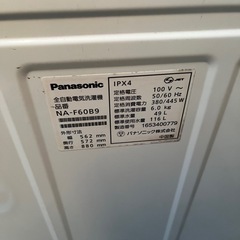 Panasonic
全自動電気洗濯機
品番
NA-F60B9
外形寸法
幅 562 mm
奥行 572 mm
高さ 880 mm
IPX4
JET
定格電圧 100 V ～
定格周波数 50/60 Hz
定格消費電力 380/445 W
標準洗濯容量 6.0 kg
標準水量 49 L
標準使用水量 116 L
1653400779
パナソニック株式会社
中国製